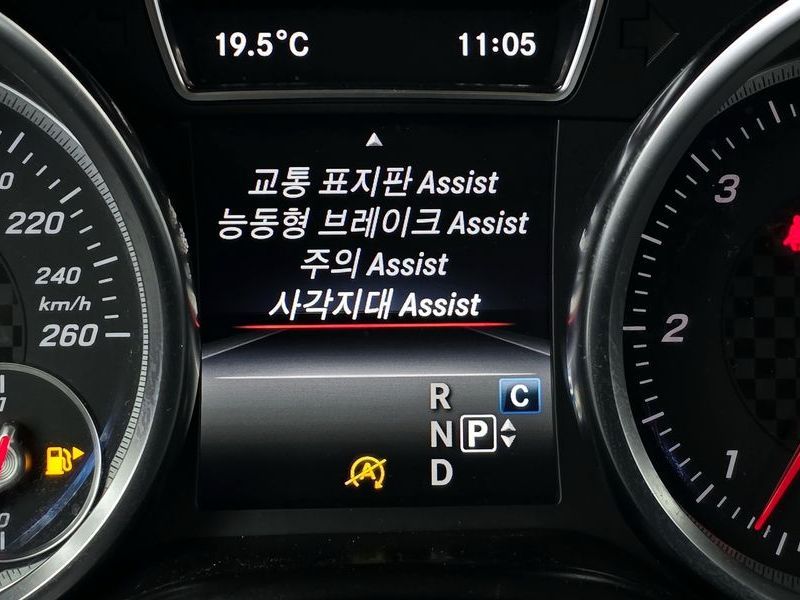 19.5°C 11:05
교통 표지판 Assist
능동형 브레이크 Assist
주의 Assist
사각지대 Assist
220
240
km/h
260
R C
N P
D
A
3
2
1